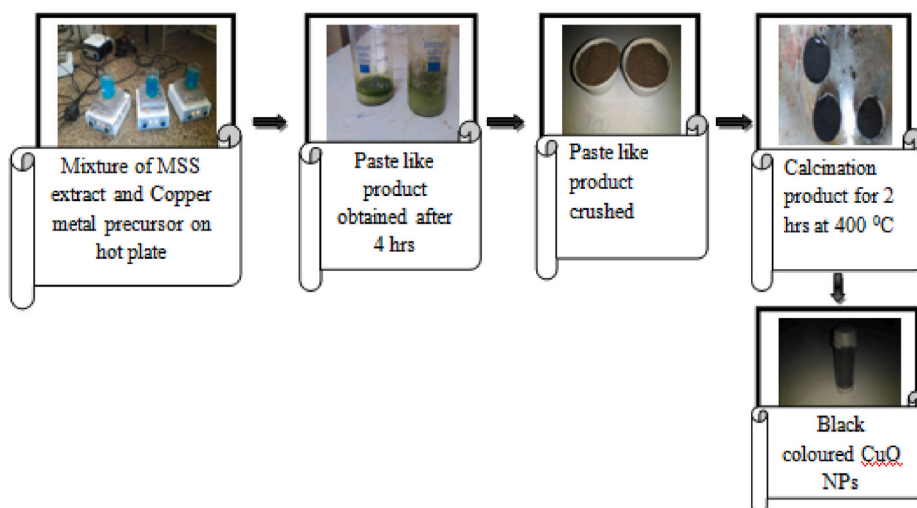 Mixture of MSS
extract and Copper
metal precursor on
hot plate
Paste like
product
obtained after
4 hrs
Paste like
product
crushed
Calcination
product for 2
hrs at 400 ⁰C
Black
coloured CuO
NPs